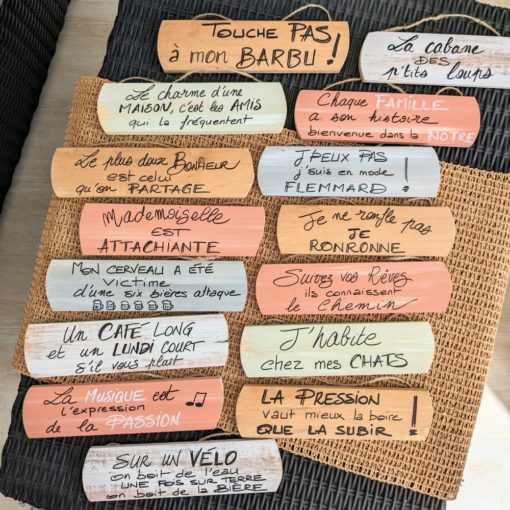 TOUCHE PAS
à mon BARBU !
La cabane
DES
p'tits loups
Le charme d'une
MAISON, c'est les AMIS
qui la fréquentent
Chaque FAMILLE
a son histoire
bienvenue dans la NÔTRE
Le plus doux BONHEUR
EST celui
qu'on PARTAGE
J'PEUX PAS
j'suis en mode
FLEMMARD !
Mademoiselle
EST
ATTACHIANTE
Je ne ronfle pas
JE
RONRONNE
MON CERVEAU A ÉTÉ
victime
d'une six bières attaque
Suivez vos Rêves
ils connaissent
le Chemin
UN CAFÉ LONG
et un LUNDI COURT
s'il vous plaît
J'habite
chez mes CHATS
La MUSIQUE est
l'expression
de la PASSION
LA PRESSION
vaut mieux la boire
QUE LA SUBIR !
SUR UN VÉLO
on boit de l'eau
UNE FOIS SUR TERRE
on boit de la BIÈRE